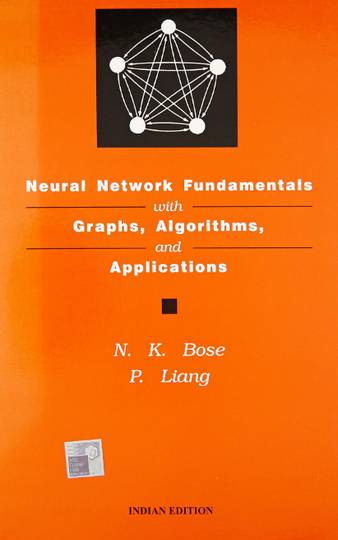 Neural Network Fundamentals
with
Graphs, Algorithms,
and
Applications
N. K. Bose
P. Liang
INDIAN EDITION